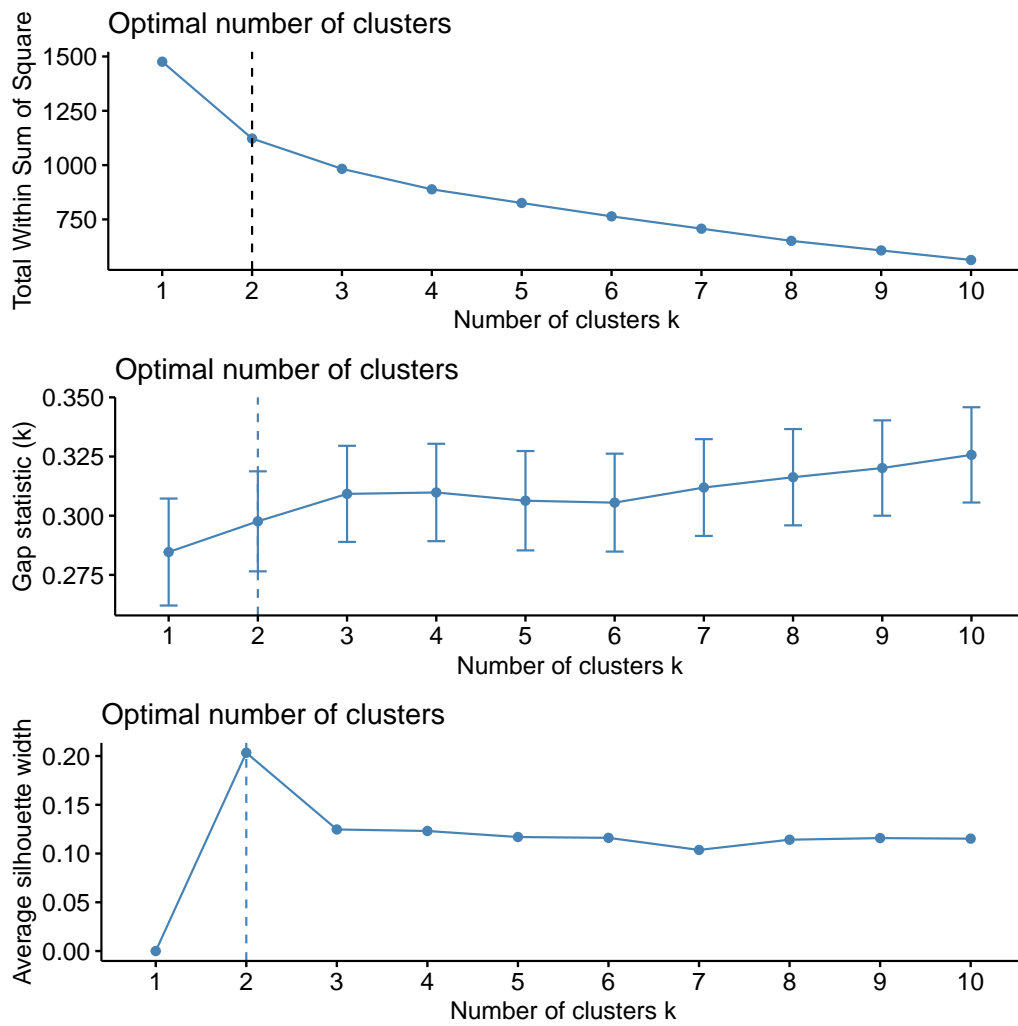 Optimal number of clusters
Total Within Sum of Square
1500
1250
1000
750
1 2 3 4 5 6 7 8 9 10
Number of clusters k
Optimal number of clusters
Gap statistic (k)
0.350
0.325
0.300
0.275
1 2 3 4 5 6 7 8 9 10
Number of clusters k
Optimal number of clusters
Average silhouette width
0.20
0.15
0.10
0.05
0.00
1 2 3 4 5 6 7 8 9 10
Number of clusters k